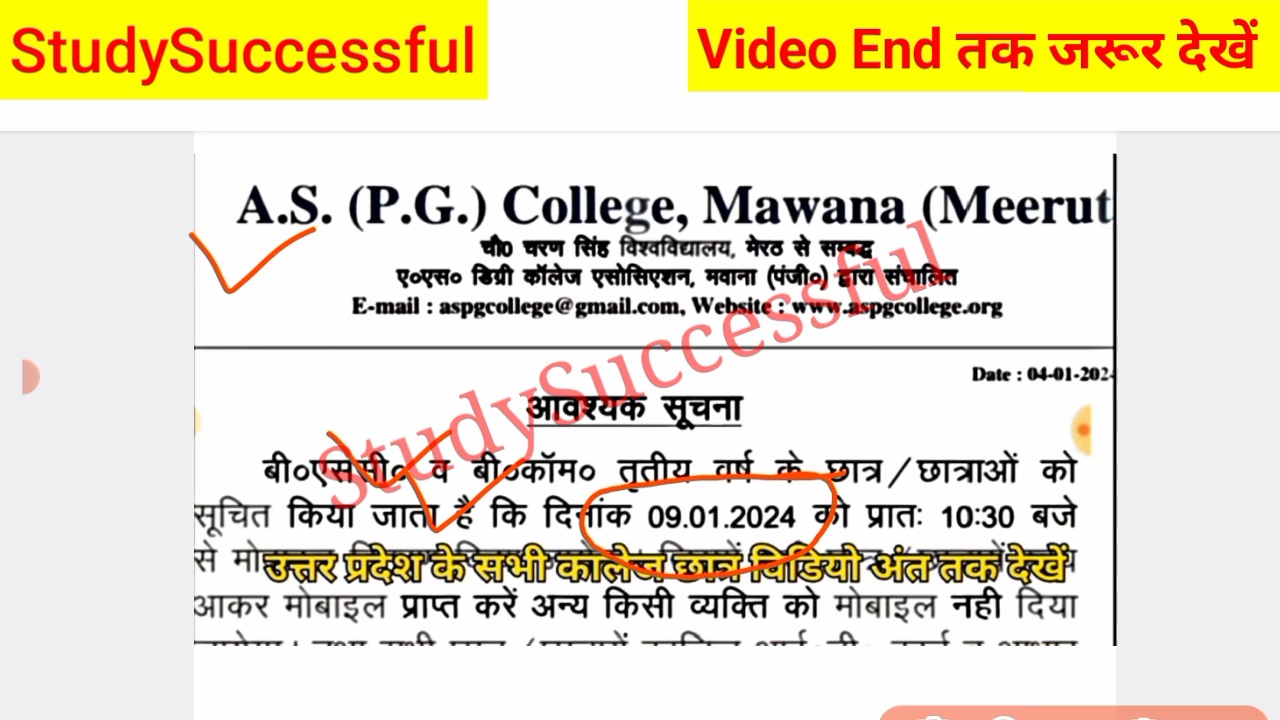 StudySuccessful
Video End तक जरूर देखें
A.S. (P.G.) College, Mawana (Meerut
चौ0 चरण सिंह विश्वविद्यालय, मेरठ से सम्बद्ध
ए०एस० डिग्री कॉलेज एसोसिएशन, मवाना (पंजी०) द्वारा संचालित
E-mail : aspgcollege@gmail.com, Website : www.aspgcollege.org
Date : 04-01-202
StudySuccessful
आवश्यक सूचना
बी०एससी० व बी०कॉम० तृतीय वर्ष के छात्र/छात्राओं को
सूचित किया जाता है कि दिनांक 09.01.2024 को प्रातः 10:30 बजे
से
उत्तर प्रदेश के सभी कालेज छात्र विडियो अंत तक देखें
आकर मोबाइल प्राप्त करें अन्य किसी व्यक्ति को मोबाइल नही दिया